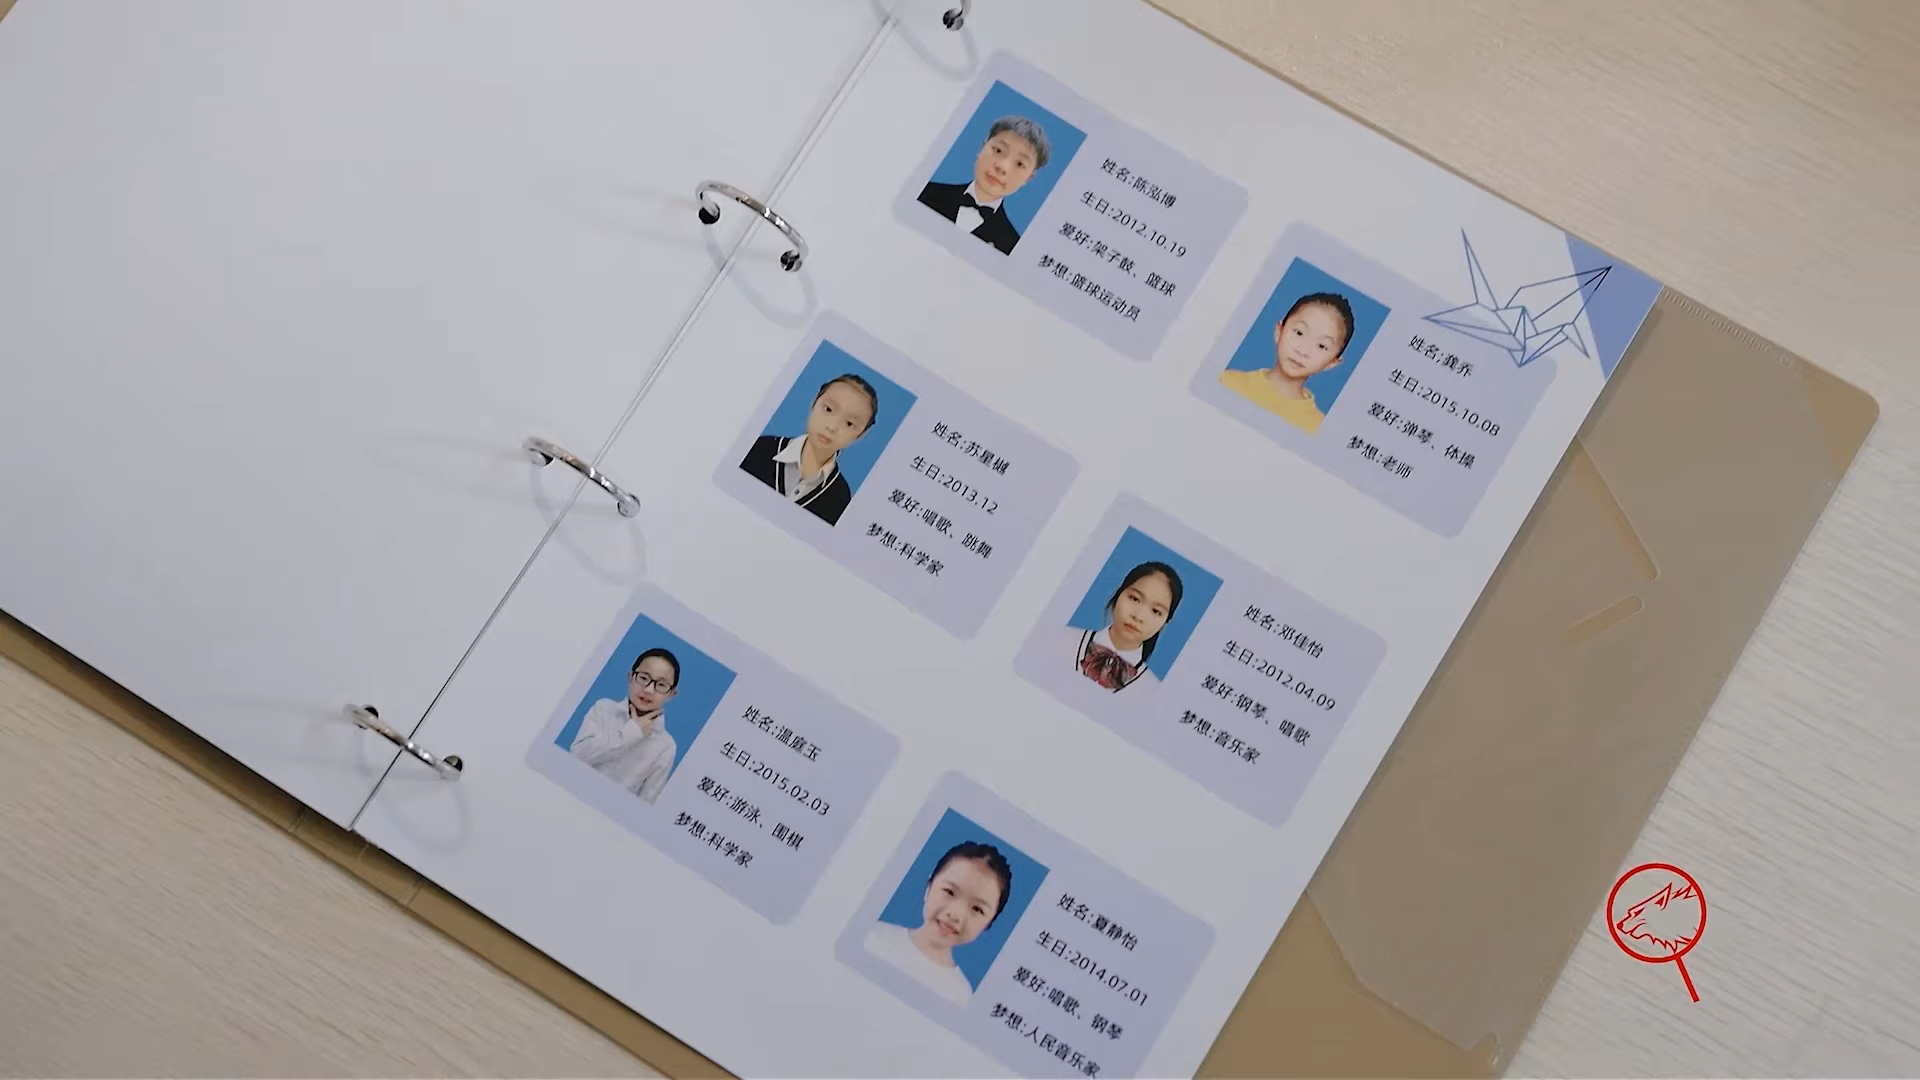 姓名:陈泓博
生日:2012.10.19
爱好:架子鼓、篮球
梦想:篮球运动员
姓名:龚乔
生日:2015.10.08
爱好:弹琴、体操
梦想:老师
姓名:苏星樾
生日:2013.12
爱好:唱歌、跳舞
梦想:科学家
姓名:邓佳怡
生日:2012.04.09
爱好:钢琴、唱歌
梦想:音乐家
姓名:温庭玉
生日:2015.02.03
爱好:游泳、围棋
梦想:科学家
姓名:夏静怡
生日:2014.07.01
爱好:唱歌、钢琴
梦想:人民音乐家